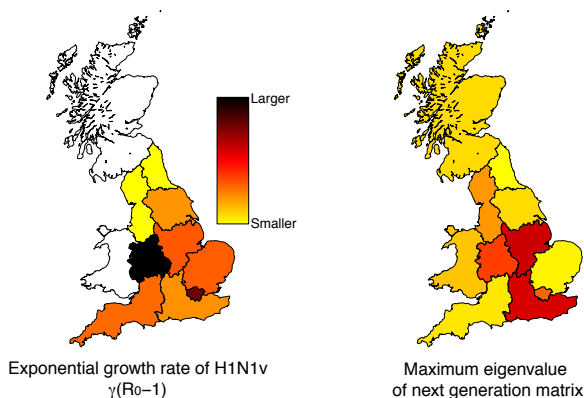 Larger
Smaller
Exponential growth rate of H1N1v
γ(R₀−1)
Maximum eigenvalue
of next generation matrix